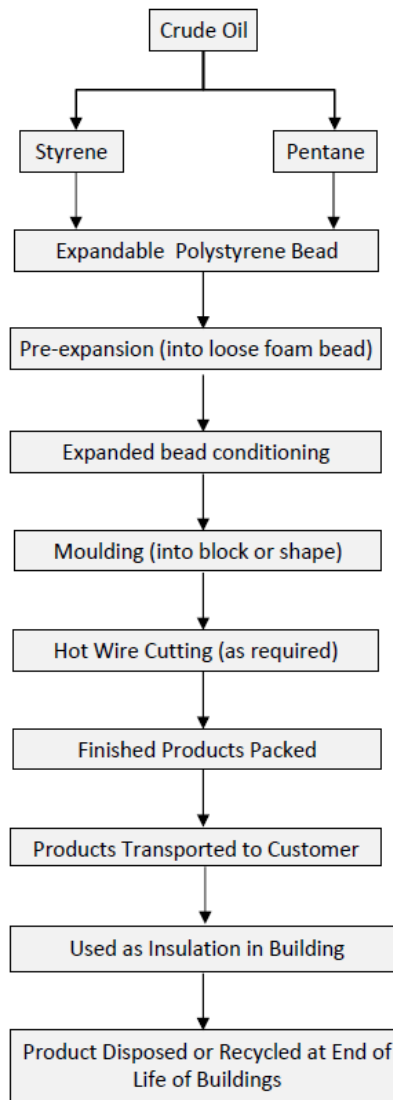 Crude Oil
Styrene
Pentane
Expandable Polystyrene Bead
Pre-expansion (into loose foam bead)
Expanded bead conditioning
Moulding (into block or shape)
Hot Wire Cutting (as required)
Finished Products Packed
Products Transported to Customer
Used as Insulation in Building
Product Disposed or Recycled at End of
Life of Buildings